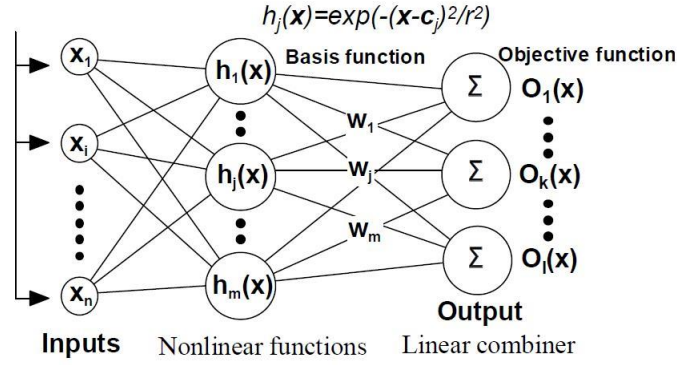 hⱼ(x)=exp(-(x-cⱼ)²/r²)
Basis function
Objective function
x₁
h₁(x)
Σ
O₁(x)
w₁
xᵢ
hⱼ(x)
wⱼ
Σ
Oₖ(x)
wₘ
xₙ
hₘ(x)
Σ
Oₗ(x)
Output
Inputs
Nonlinear functions
Linear combiner